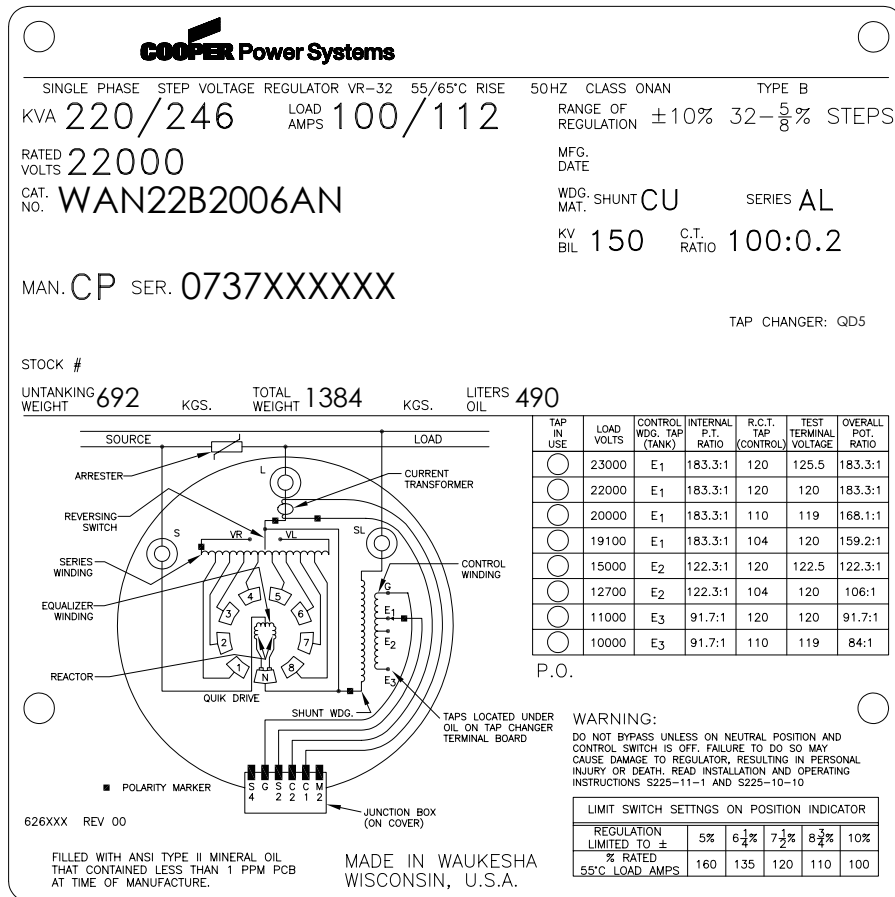 COOPER Power Systems
SINGLE PHASE STEP VOLTAGE REGULATOR VR-32 55/65°C RISE 50HZ CLASS ONAN TYPE B
KVA 220/246 LOAD AMPS 100/112 RANGE OF REGULATION ±10% 32-5/8% STEPS
RATED VOLTS 22000 MFG. DATE
CAT. NO. WAN22B2006AN WDG. MAT. SHUNT CU SERIES AL
KV BIL 150 C.T. RATIO 100:0.2
MAN. CP SER. 0737XXXXXX
TAP CHANGER: QD5
STOCK #
UNTANKING WEIGHT 692 KGS. TOTAL WEIGHT 1384 KGS. LITERS OIL 490
SOURCE LOAD
ARRESTER
L
CURRENT TRANSFORMER
REVERSING SWITCH
S
VR VL
SL
SERIES WINDING
CONTROL WINDING
EQUALIZER WINDING
G
E1
E2
E3
1 2 3 4 5 6 7 8
N
REACTOR
QUIK DRIVE
SHUNT WDG.
TAPS LOCATED UNDER
OIL ON TAP CHANGER
TERMINAL BOARD
S4 G S2 C2 C1 M2
■ POLARITY MARKER
JUNCTION BOX
(ON COVER)
626XXX REV 00
FILLED WITH ANSI TYPE II MINERAL OIL
THAT CONTAINED LESS THAN 1 PPM PCB
AT TIME OF MANUFACTURE.
MADE IN WAUKESHA
WISCONSIN, U.S.A.
TAP IN USE LOAD VOLTS CONTROL WDG. TAP (TANK) INTERNAL P.T. RATIO R.C.T. TAP (CONTROL) TEST TERMINAL VOLTAGE OVERALL POT. RATIO
23000 E1 183.3:1 120 125.5 183.3:1
22000 E1 183.3:1 120 120 183.3:1
20000 E1 183.3:1 110 119 168.1:1
19100 E1 183.3:1 104 120 159.2:1
15000 E2 122.3:1 120 122.5 122.3:1
12700 E2 122.3:1 104 120 106:1
11000 E3 91.7:1 120 120 91.7:1
10000 E3 91.7:1 110 119 84:1
P.O.
WARNING:
DO NOT BYPASS UNLESS ON NEUTRAL POSITION AND
CONTROL SWITCH IS OFF. FAILURE TO DO SO MAY
CAUSE DAMAGE TO REGULATOR, RESULTING IN PERSONAL
INJURY OR DEATH. READ INSTALLATION AND OPERATING
INSTRUCTIONS S225-11-1 AND S225-10-10
LIMIT SWITCH SETTNGS ON POSITION INDICATOR
REGULATION LIMITED TO ± 5% 6 1/4% 7 1/2% 8 3/4% 10%
% RATED 55°C LOAD AMPS 160 135 120 110 100